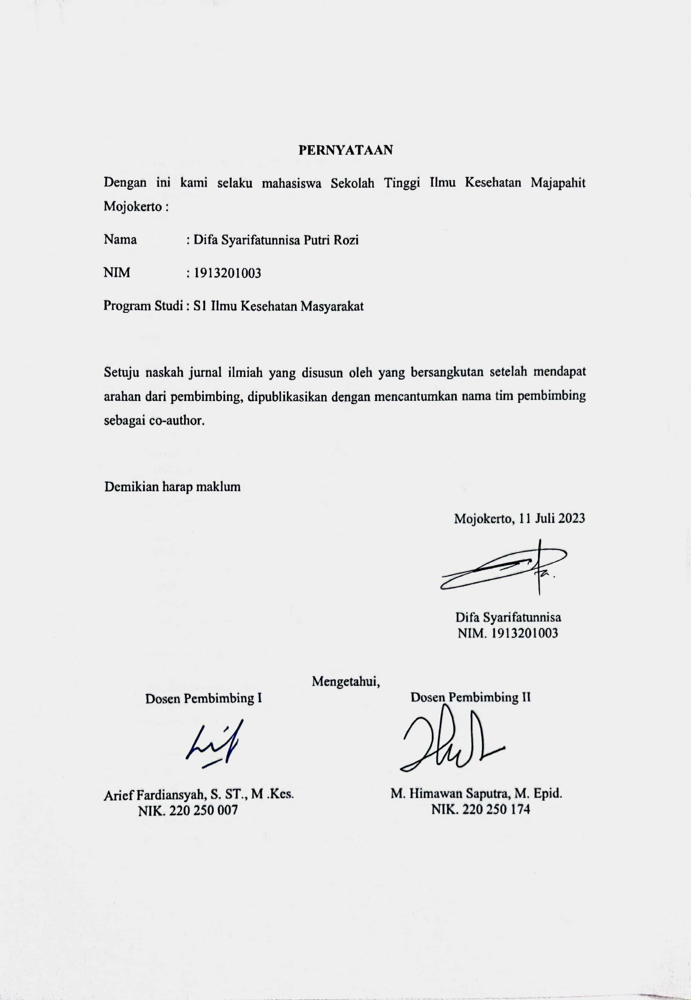 PERNYATAAN
Dengan ini kami selaku mahasiswa Sekolah Tinggi Ilmu Kesehatan Majapahit
Mojokerto :
Nama : Difa Syarifatunnisa Putri Rozi
NIM : 1913201003
Program Studi : S1 Ilmu Kesehatan Masyarakat
Setuju naskah jurnal ilmiah yang disusun oleh yang bersangkutan setelah mendapat
arahan dari pembimbing, dipublikasikan dengan mencantumkan nama tim pembimbing
sebagai co-author.
Demikian harap maklum
Mojokerto, 11 Juli 2023
Difa Syarifatunnisa
NIM. 1913201003
Mengetahui,
Dosen Pembimbing I Dosen Pembimbing II
Arief Fardiansyah, S. ST., M .Kes. M. Himawan Saputra, M. Epid.
NIK. 220 250 007 NIK. 220 250 174